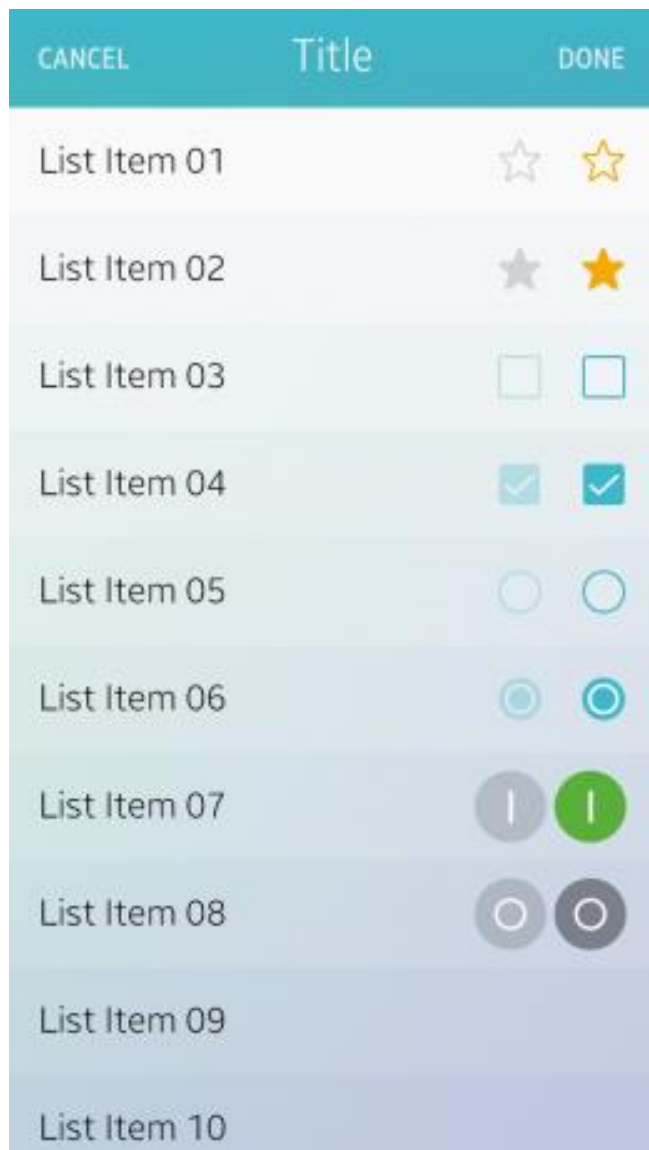 CANCEL Title DONE
List Item 01
List Item 02
List Item 03
List Item 04
List Item 05
List Item 06
List Item 07
List Item 08
List Item 09
List Item 10